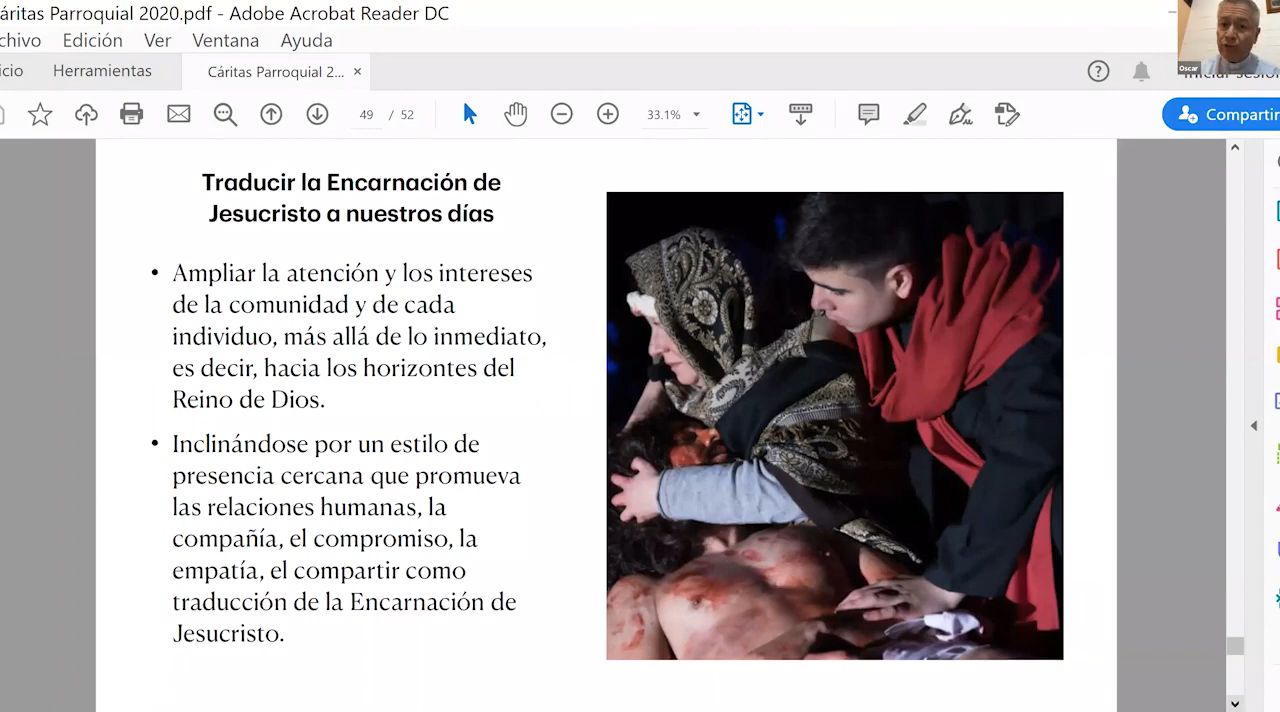 áritas Parroquial 2020.pdf - Adobe Acrobat Reader DC
chivo Edición Ver Ventana Ayuda
icio Herramientas Cáritas Parroquial 2... ×
49 / 52 33.1% Compartir
Oscar
Traducir la Encarnación de
Jesucristo a nuestros días
• Ampliar la atención y los intereses
de la comunidad y de cada
individuo, más allá de lo inmediato,
es decir, hacia los horizontes del
Reino de Dios.
• Inclinándose por un estilo de
presencia cercana que promueva
las relaciones humanas, la
compañía, el compromiso, la
empatía, el compartir como
traducción de la Encarnación de
Jesucristo.